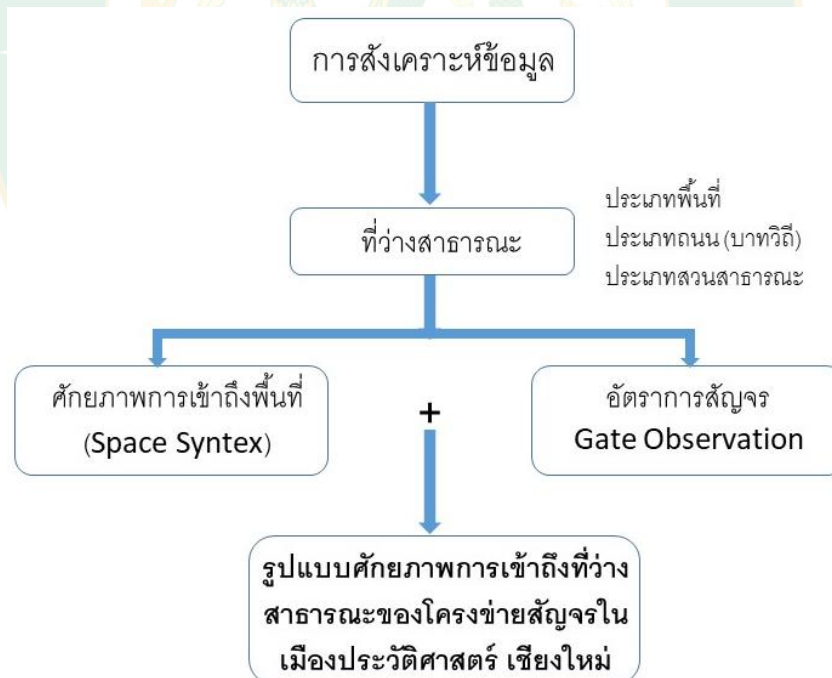 การสังเคราะห์ข้อมูล
ที่ว่างสาธารณะ
ประเภทพื้นที่
ประเภทถนน (บาทวิถี)
ประเภทสวนสาธารณะ
ศักยภาพการเข้าถึงพื้นที่
(Space Syntex)
+
อัตราการสัญจร
Gate Observation
รูปแบบศักยภาพการเข้าถึงที่ว่าง
สาธารณะของโครงข่ายสัญจรใน
เมืองประวัติศาสตร์ เชียงใหม่